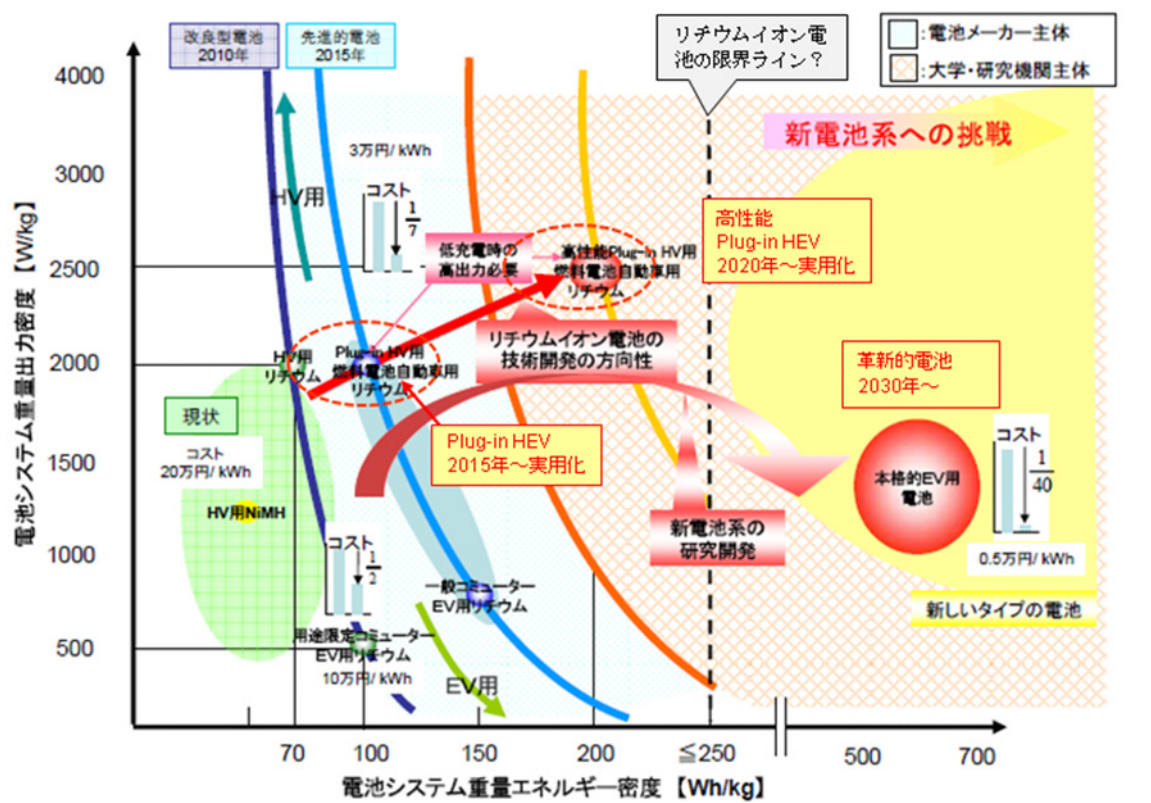 改良型電池
2010年
先進的電池
2015年
リチウムイオン電
池の限界ライン？
：電池メーカー主体
：大学・研究機関主体
電池システム重量出力密度【W/kg】
4000
3000
2500
2000
1500
1000
500
新電池系への挑戦
3万円/ kWh
HV用
コスト
1
7
低充電時の
高出力必要
高性能Plug-in HV用
燃料電池自動車用
リチウム
高性能
Plug-in HEV
2020年～実用化
リチウムイオン電池の
技術開発の方向性
HV用
リチウム
Plug-in HV用
燃料電池自動車用
リチウム
革新的電池
2030年～
現状
コスト
20万円/ kWh
HV用NiMH
Plug-in HEV
2015年～実用化
本格的EV用
電池
コスト
1
40
0.5万円/ kWh
新電池系の
研究開発
コスト
1
2
一般コミューター
EV用リチウム
新しいタイプの電池
用途限定コミューター
EV用リチウム
10万円/ kWh
EV用
70
100
150
200
≦250
500
700
電池システム重量エネルギー密度【Wh/kg】